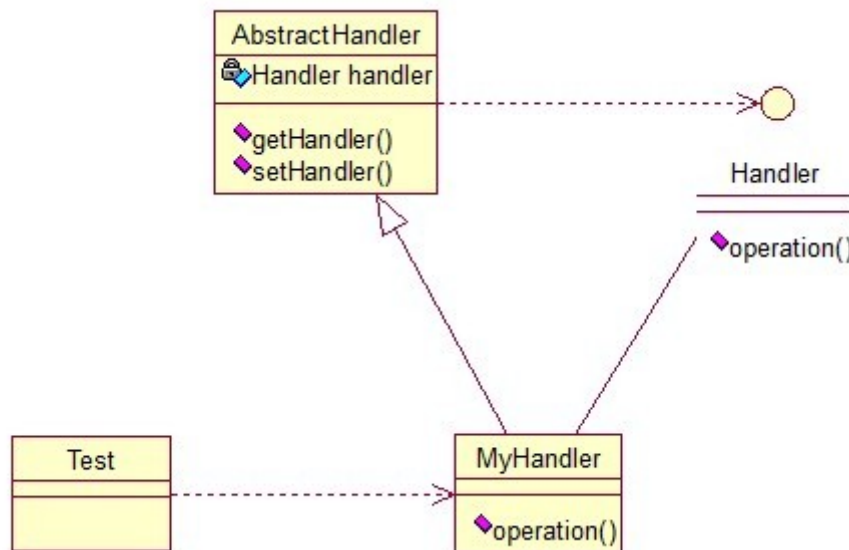 AbstractHandler
Handler handler
getHandler()
setHandler()
Handler
operation()
Test
MyHandler
operation()